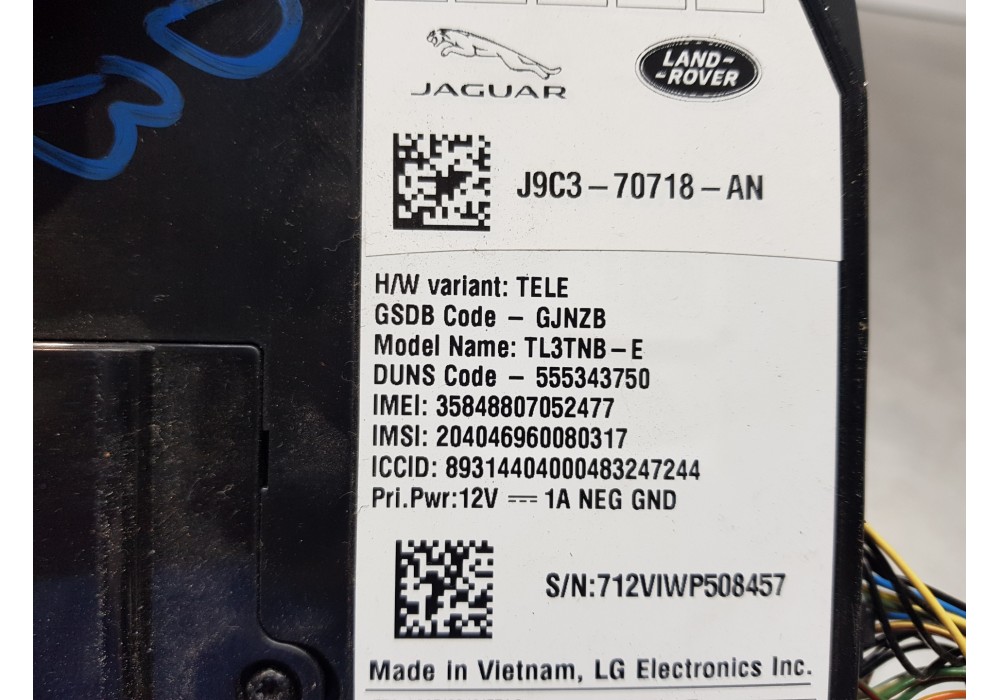 JAGUAR
LAND-
-ROVER
J9C3-70718-AN
H/W variant: TELE
GSDB Code - GJNZB
Model Name: TL3TNB-E
DUNS Code - 555343750
IMEI: 35848807052477
IMSI: 204046960080317
ICCID: 89314404000483247244
Pri.Pwr:12V ⎓ 1A NEG GND
S/N:712VIWP508457
Made in Vietnam, LG Electronics Inc.